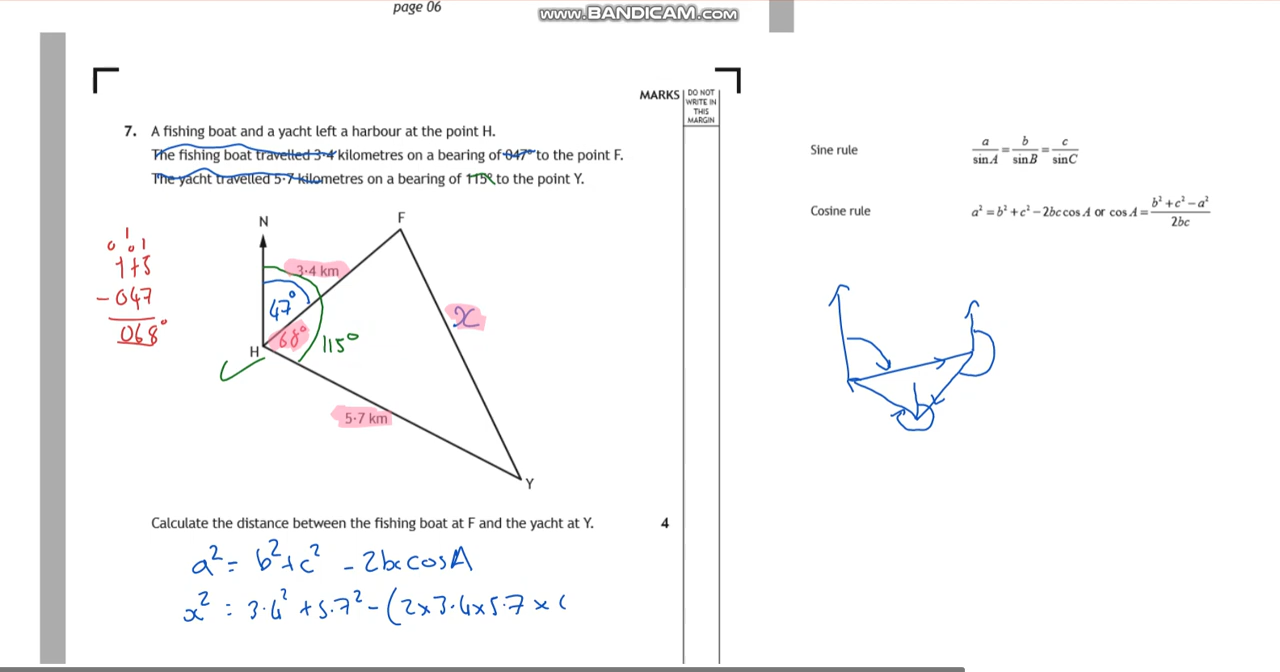 page 06
www.BANDICAM.com
MARKS
DO NOT
WRITE IN
THIS
MARGIN
7. A fishing boat and a yacht left a harbour at the point H.
The fishing boat travelled 3·4 kilometres on a bearing of 047° to the point F.
The yacht travelled 5·7 kilometres on a bearing of 115° to the point Y.
Sine rule a/sinA = b/sinB = c/sinC
Cosine rule a² = b² + c² − 2bc cos A or cos A = (b² + c² − a²)/2bc
N
F
3·4 km
47°
68°
115°
H
x
5·7 km
Y
0 0 1 1
115
- 047
068°
Calculate the distance between the fishing boat at F and the yacht at Y. 4
a² = b² + c² - 2bc cos A
x² = 3.4² + 5.7² - (2 x 3.4 x 5.7 x (